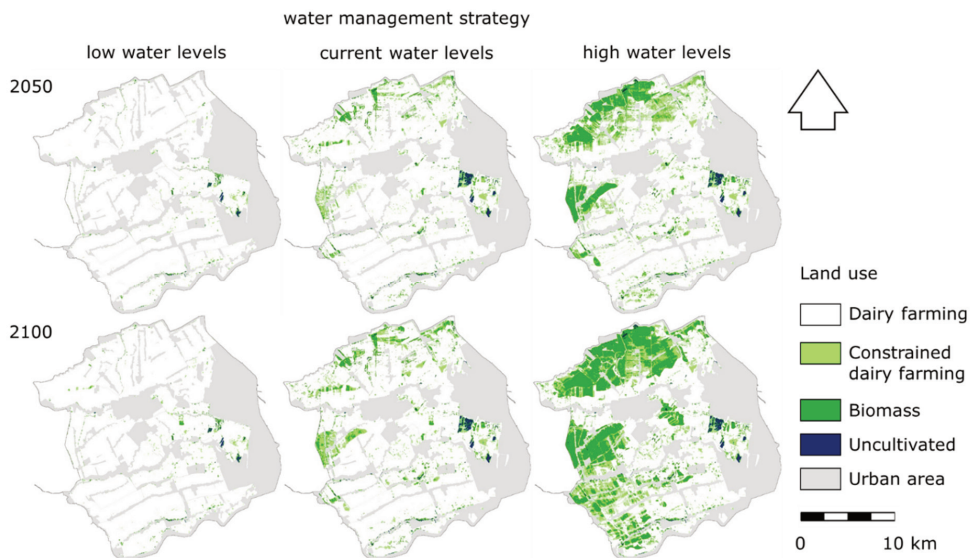 water management strategy
low water levels
current water levels
high water levels
2050
2100
Land use
Dairy farming
Constrained
dairy farming
Biomass
Uncultivated
Urban area
0
10 km